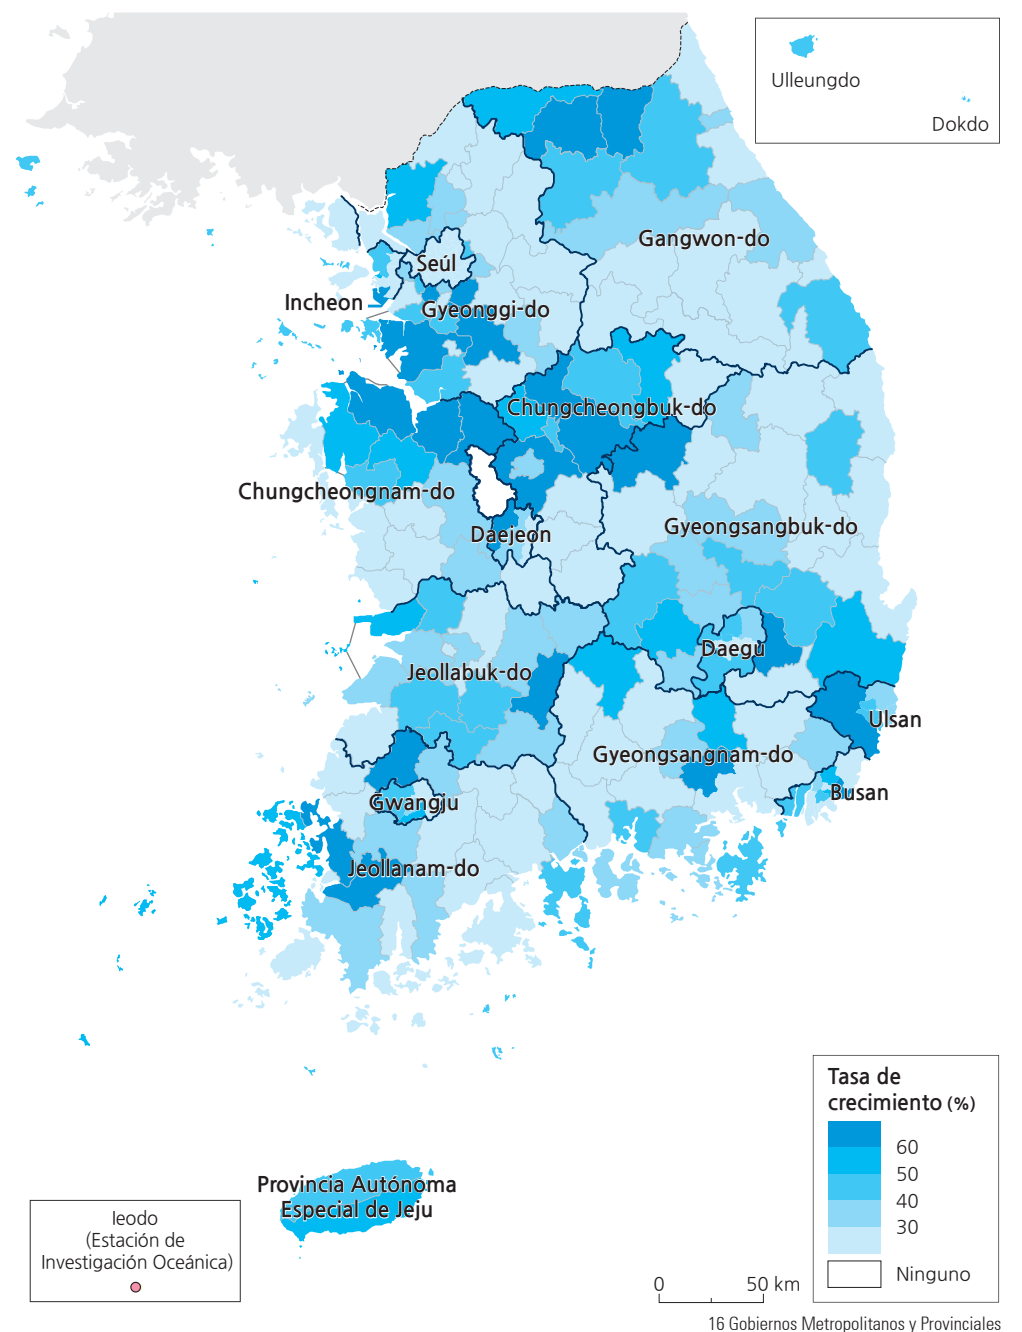 Ulleungdo
Dokdo
Gangwon-do
Seúl
Incheon
Gyeonggi-do
Chungcheongbuk-do
Chungcheongnam-do
Gyeongsangbuk-do
Daejeon
Daegu
Jeollabuk-do
Ulsan
Gyeongsangnam-do
Busan
Gwangju
Jeollanam-do
Provincia Autónoma
Especial de Jeju
Ieodo
(Estación de
Investigación Oceánica)
Tasa de
crecimiento (%)
60
50
40
30
Ninguno
0 50 km
16 Gobiernos Metropolitanos y Provinciales